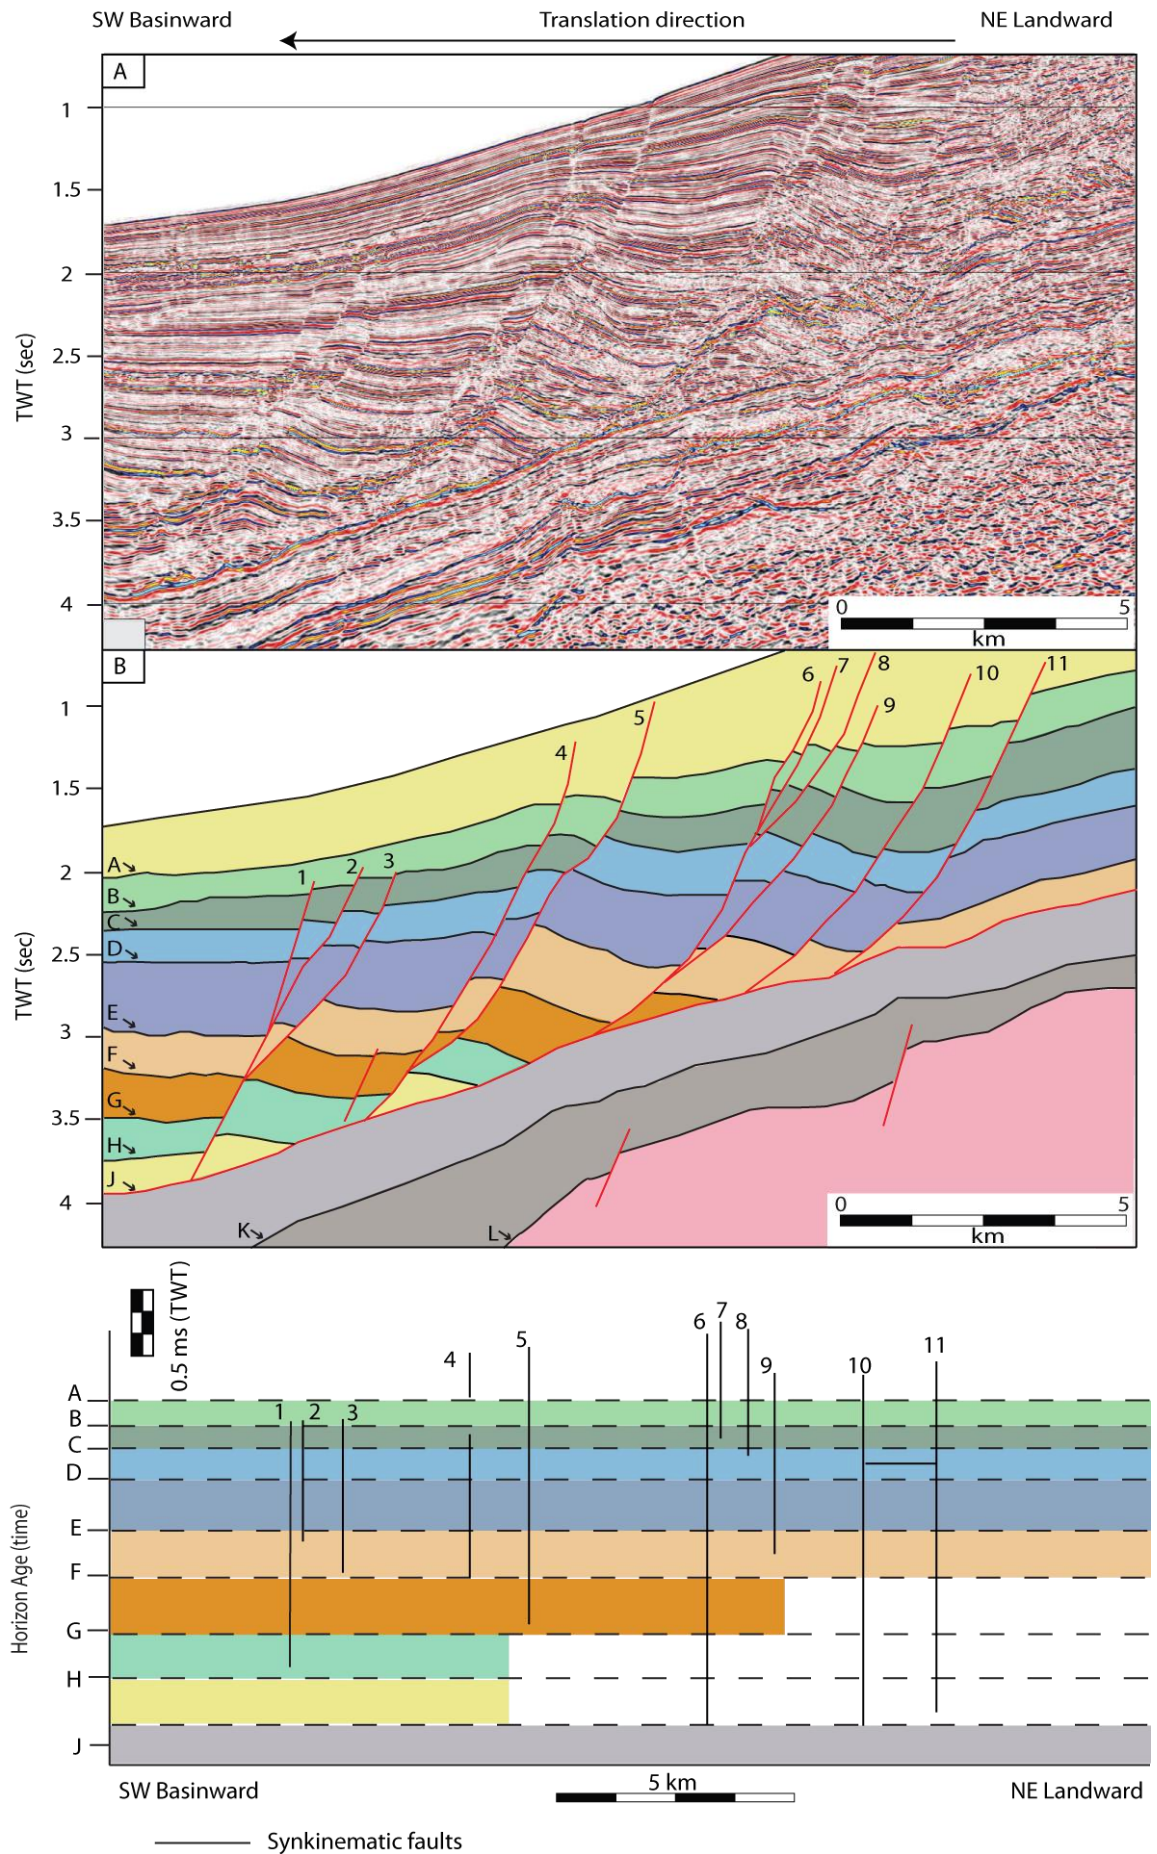 SW Basinward Translation direction NE Landward
A
1
1.5
2
2.5
3
3.5
4
TWT (sec)
0 5
km
B
1
1.5
2
2.5
3
3.5
4
TWT (sec)
1 2 3 4 5 6 7 8 9 10 11
A
B
C
D
E
F
G
H
J
K
L
0 5
km
0.5 ms (TWT)
1 2 3 4 5 6 7 8 9 10 11
A
B
C
D
E
F
G
H
J
Horizon Age (time)
SW Basinward 5 km NE Landward
Synkinematic faults